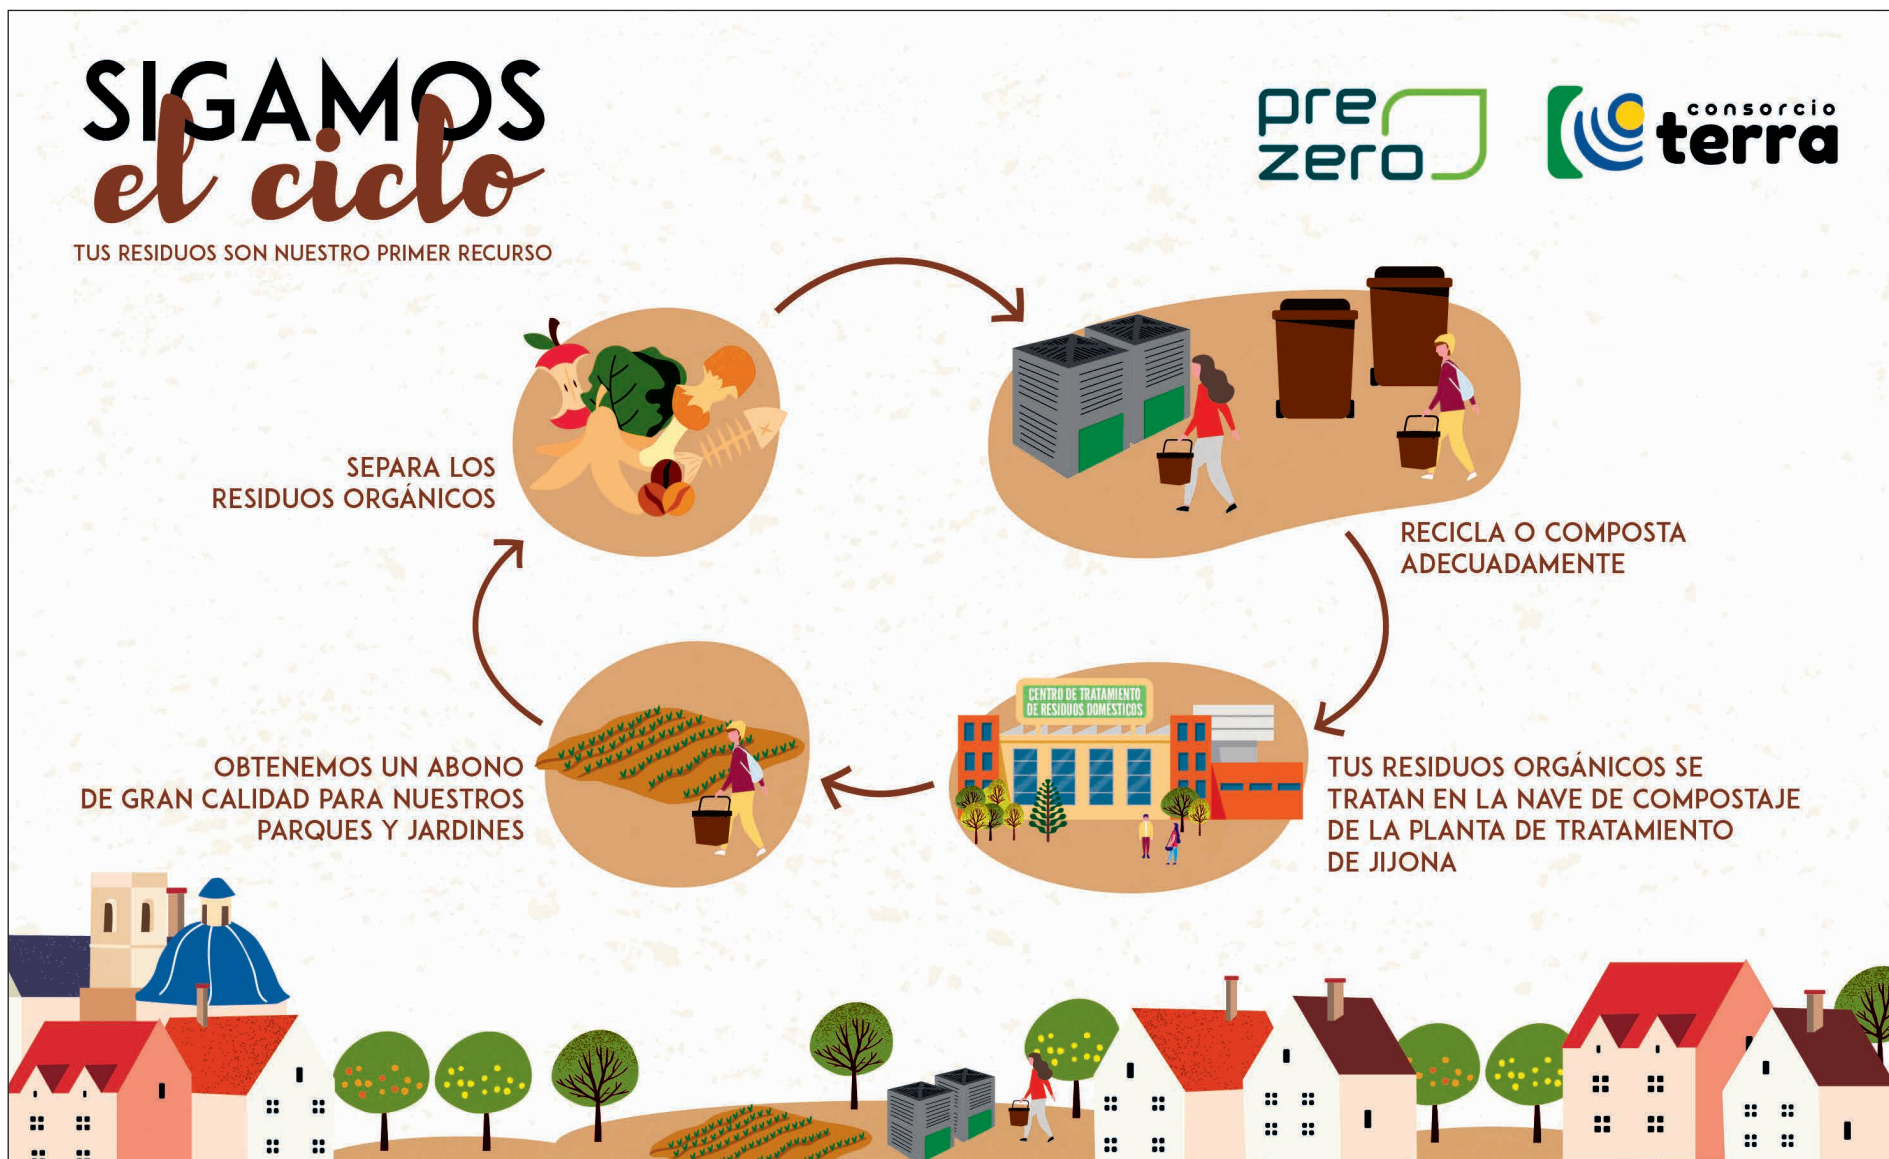 SIGAMOS
el ciclo
TUS RESIDUOS SON NUESTRO PRIMER RECURSO
pre
zero
consorcio
terra
SEPARA LOS
RESIDUOS ORGÁNICOS
RECICLA O COMPOSTA
ADECUADAMENTE
CENTRO DE TRATAMIENTO
DE RESIDUOS DOMÉSTICOS
TUS RESIDUOS ORGÁNICOS SE
TRATAN EN LA NAVE DE COMPOSTAJE
DE LA PLANTA DE TRATAMIENTO
DE JIJONA
OBTENEMOS UN ABONO
DE GRAN CALIDAD PARA NUESTROS
PARQUES Y JARDINES